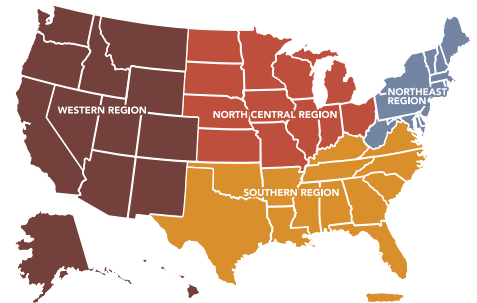 WESTERN REGION
NORTH CENTRAL REGION
NORTHEAST
REGION
SOUTHERN REGION